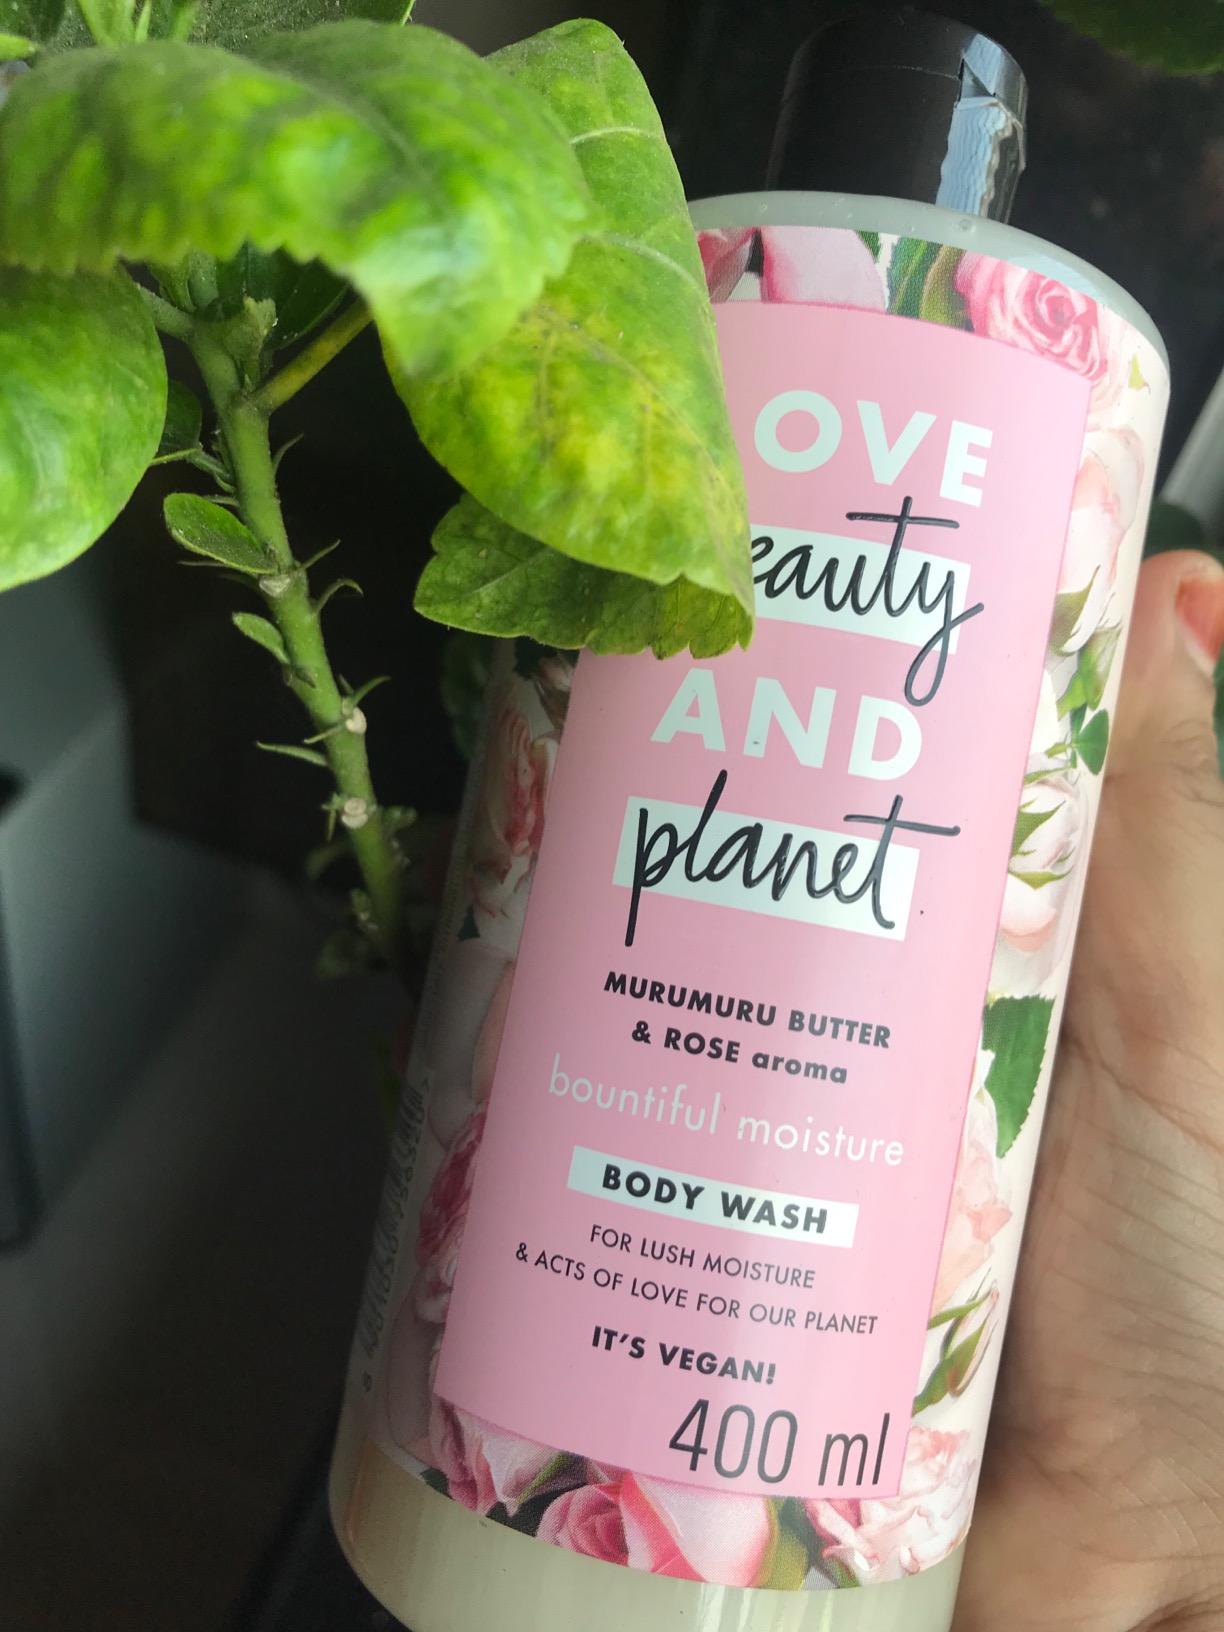 OVE
eauty
AND
planet
MURUMURU BUTTER
& ROSE aroma
bountiful moisture
BODY WASH
FOR LUSH MOISTURE
& ACTS OF LOVE FOR OUR PLANET
IT'S VEGAN!
400 ml